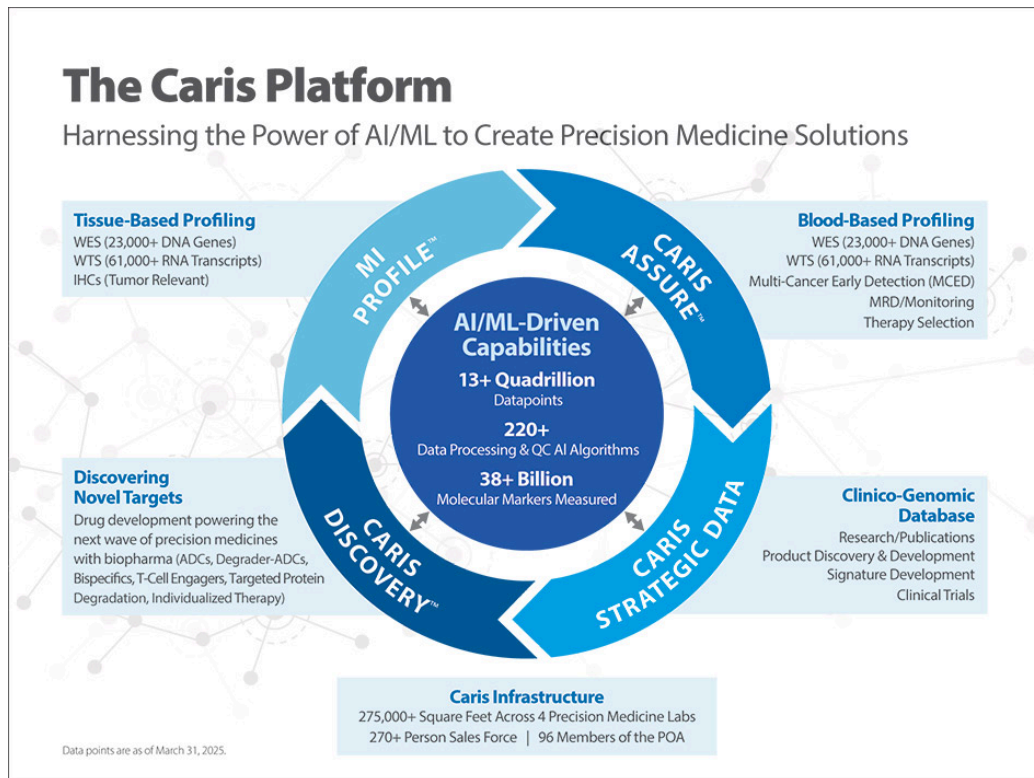 The Caris Platform
Harnessing the Power of AI/ML to Create Precision Medicine Solutions
Tissue-Based Profiling
WES (23,000+ DNA Genes)
WTS (61,000+ RNA Transcripts)
IHCs (Tumor Relevant)
MI
PROFILE™
CARIS
ASSURE™
Blood-Based Profiling
WES (23,000+ DNA Genes)
WTS (61,000+ RNA Transcripts)
Multi-Cancer Early Detection (MCED)
MRD/Monitoring
Therapy Selection
AI/ML-Driven
Capabilities
13+ Quadrillion
Datapoints
220+
Data Processing & QC AI Algorithms
38+ Billion
Molecular Markers Measured
Discovering
Novel Targets
Drug development powering the
next wave of precision medicines
with biopharma (ADCs, Degrader-ADCs,
Bispecifics, T-Cell Engagers, Targeted Protein
Degradation, Individualized Therapy)
CARIS
DISCOVERY™
CARIS
STRATEGIC DATA
Clinico-Genomic
Database
Research/Publications
Product Discovery & Development
Signature Development
Clinical Trials
Caris Infrastructure
275,000+ Square Feet Across 4 Precision Medicine Labs
270+ Person Sales Force | 96 Members of the POA
Data points are as of March 31, 2025.